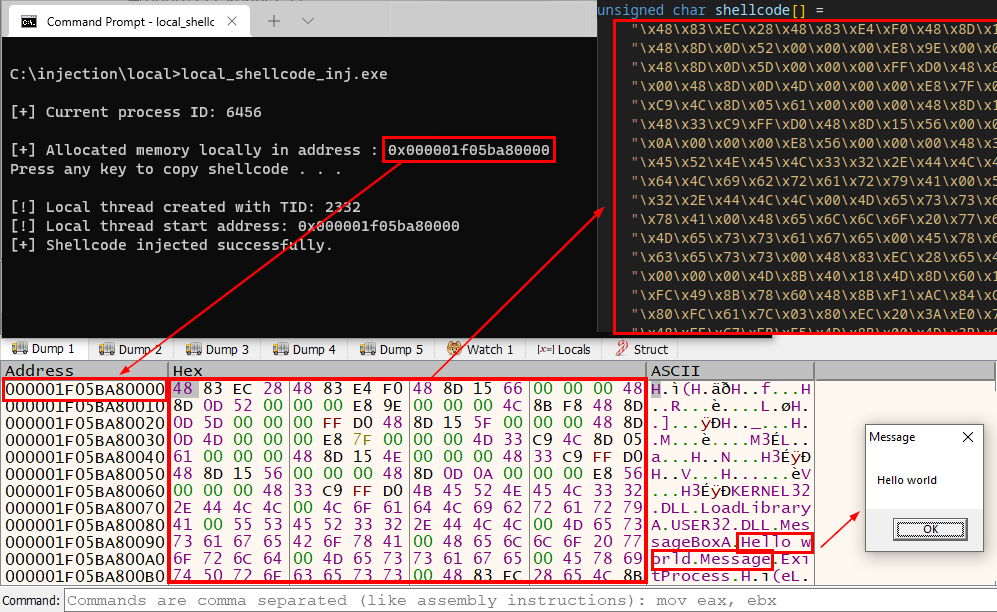 Command Prompt - local_shellc
C:\injection\local>local_shellcode_inj.exe
[+] Current process ID: 6456
[+] Allocated memory locally in address : 0x000001f05ba80000
Press any key to copy shellcode . . .
[!] Local thread created with TID: 2332
[!] Local thread start address: 0x000001f05ba80000
[+] Shellcode injected successfully.
unsigned char shellcode[] =
"\x48\x83\xEC\x28\x48\x83\xE4\xF0\x48\x8D\x1
"\x48\x8D\x0D\x52\x00\x00\x00\xE8\x9E\x00\x0
"\x48\x8D\x0D\x5D\x00\x00\x00\xFF\xD0\x48\x8
"\x00\x48\x8D\x0D\x4D\x00\x00\x00\xE8\x7F\x0
"\xC9\x4C\x8D\x05\x61\x00\x00\x00\x48\x8D\x1
"\x48\x33\xC9\xFF\xD0\x48\x8D\x15\x56\x00\x0
"\x0A\x00\x00\x00\xE8\x56\x00\x00\x00\x48\x3
"\x45\x52\x4E\x45\x4C\x33\x32\x2E\x44\x4C\x4
"\x64\x4C\x69\x62\x72\x61\x72\x79\x41\x00\x5
"\x32\x2E\x44\x4C\x4C\x00\x4D\x65\x73\x73\x6
"\x78\x41\x00\x48\x65\x6C\x6C\x6F\x20\x77\x6
"\x4D\x65\x73\x73\x61\x67\x65\x00\x45\x78\x6
"\x63\x65\x73\x73\x00\x48\x83\xEC\x28\x65\x4
"\x00\x00\x00\x4D\x8B\x40\x18\x4D\x8D\x60\x1
"\xFC\x49\x8B\x78\x60\x48\x8B\xF1\xAC\x84\xC
"\x80\xFC\x61\x7C\x03\x80\xEC\x20\x3A\xE0\x7
Dump 1 Dump 2 Dump 3 Dump 4 Dump 5 Watch 1 [x=] Locals Struct
Address Hex ASCII
000001F05BA80000 48 83 EC 28 48 83 E4 F0 48 8D 15 66 00 00 00 48 H.ì(H.äðH..f...H
000001F05BA80010 8D 0D 52 00 00 00 E8 9E 00 00 00 4C 8B F8 48 8D ..R...è....L.øH.
000001F05BA80020 0D 5D 00 00 00 FF D0 48 8D 15 5F 00 00 00 48 8D .]...ÿÐH.._...H.
000001F05BA80030 0D 4D 00 00 00 E8 7F 00 00 00 4D 33 C9 4C 8D 05 .M...è....M3ÉL..
000001F05BA80040 61 00 00 00 48 8D 15 4E 00 00 00 48 33 C9 FF D0 a...H..N...H3ÉÿÐ
000001F05BA80050 48 8D 15 56 00 00 00 48 8D 0D 0A 00 00 00 E8 56 H..V...H......èV
000001F05BA80060 00 00 00 48 33 C9 FF D0 4B 45 52 4E 45 4C 33 32 ...H3ÉÿÐKERNEL32
000001F05BA80070 2E 44 4C 4C 00 4C 6F 61 64 4C 69 62 72 61 72 79 .DLL.LoadLibrary
000001F05BA80080 41 00 55 53 45 52 33 32 2E 44 4C 4C 00 4D 65 73 A.USER32.DLL.Mes
000001F05BA80090 73 61 67 65 42 6F 78 41 00 48 65 6C 6C 6F 20 77 sageBoxA.Hello w
000001F05BA800A0 6F 72 6C 64 00 4D 65 73 73 61 67 65 00 45 78 69 orld.Message.Exi
000001F05BA800B0 74 50 72 6F 63 65 73 73 00 48 83 EC 28 65 4C 8B tProcess.H.ì(eL.
Message
Hello world
OK
Command: Commands are comma separated (like assembly instructions): mov eax, ebx